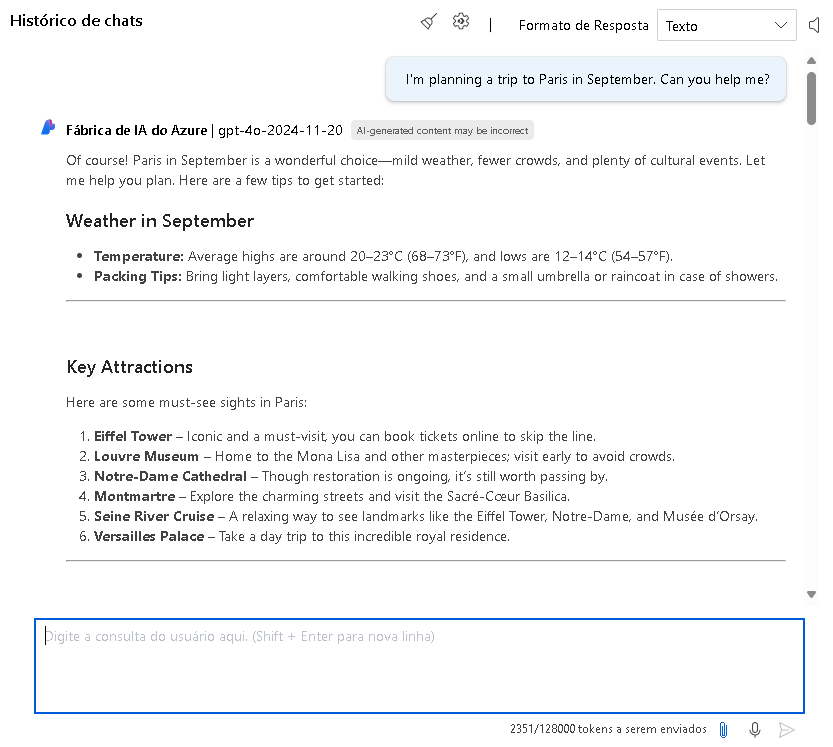 Histórico de chats
Formato de Resposta
Texto
I'm planning a trip to Paris in September. Can you help me?
Fábrica de IA do Azure | gpt-4o-2024-11-20
AI-generated content may be incorrect
Of course! Paris in September is a wonderful choice—mild weather, fewer crowds, and plenty of cultural events. Let
me help you plan. Here are a few tips to get started:
Weather in September
• Temperature: Average highs are around 20–23°C (68–73°F), and lows are 12–14°C (54–57°F).
• Packing Tips: Bring light layers, comfortable walking shoes, and a small umbrella or raincoat in case of showers.
Key Attractions
Here are some must-see sights in Paris:
1. Eiffel Tower – Iconic and a must-visit, you can book tickets online to skip the line.
2. Louvre Museum – Home to the Mona Lisa and other masterpieces; visit early to avoid crowds.
3. Notre-Dame Cathedral – Though restoration is ongoing, it's still worth passing by.
4. Montmartre – Explore the charming streets and visit the Sacré-Cœur Basilica.
5. Seine River Cruise – A relaxing way to see landmarks like the Eiffel Tower, Notre-Dame, and Musée d'Orsay.
6. Versailles Palace – Take a day trip to this incredible royal residence.
Digite a consulta do usuário aqui. (Shift + Enter para nova linha)
2351/128000 tokens a serem enviados